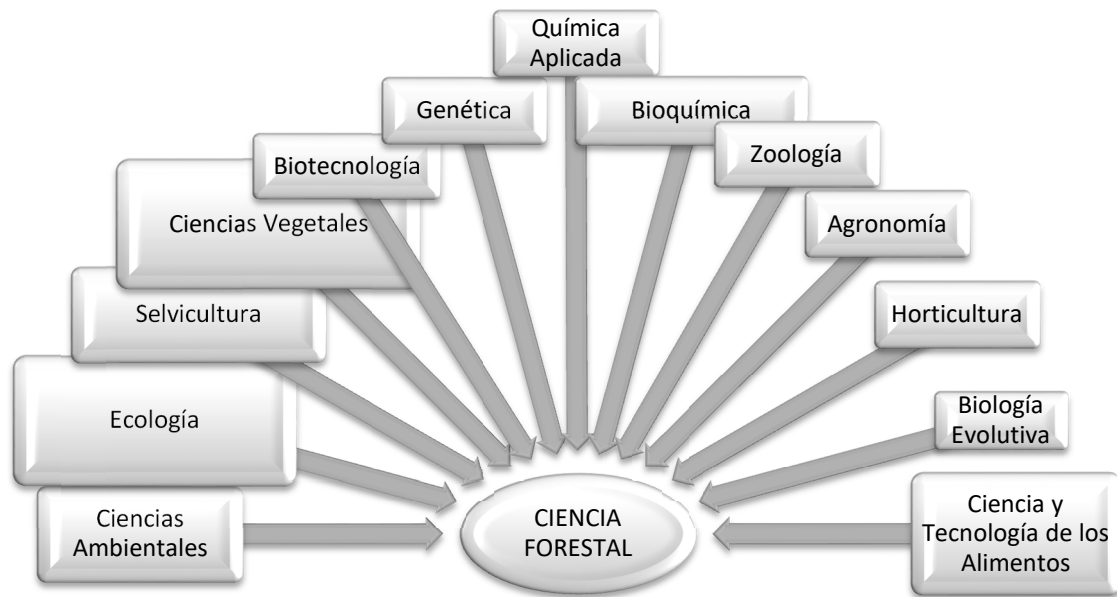 Química
Aplicada
Genética
Bioquímica
Zoología
Biotecnología
Ciencias Vegetales
Agronomía
Selvicultura
Horticultura
Ecología
Biología
Evolutiva
Ciencias
Ambientales
CIENCIA
FORESTAL
Ciencia y
Tecnología de los
Alimentos